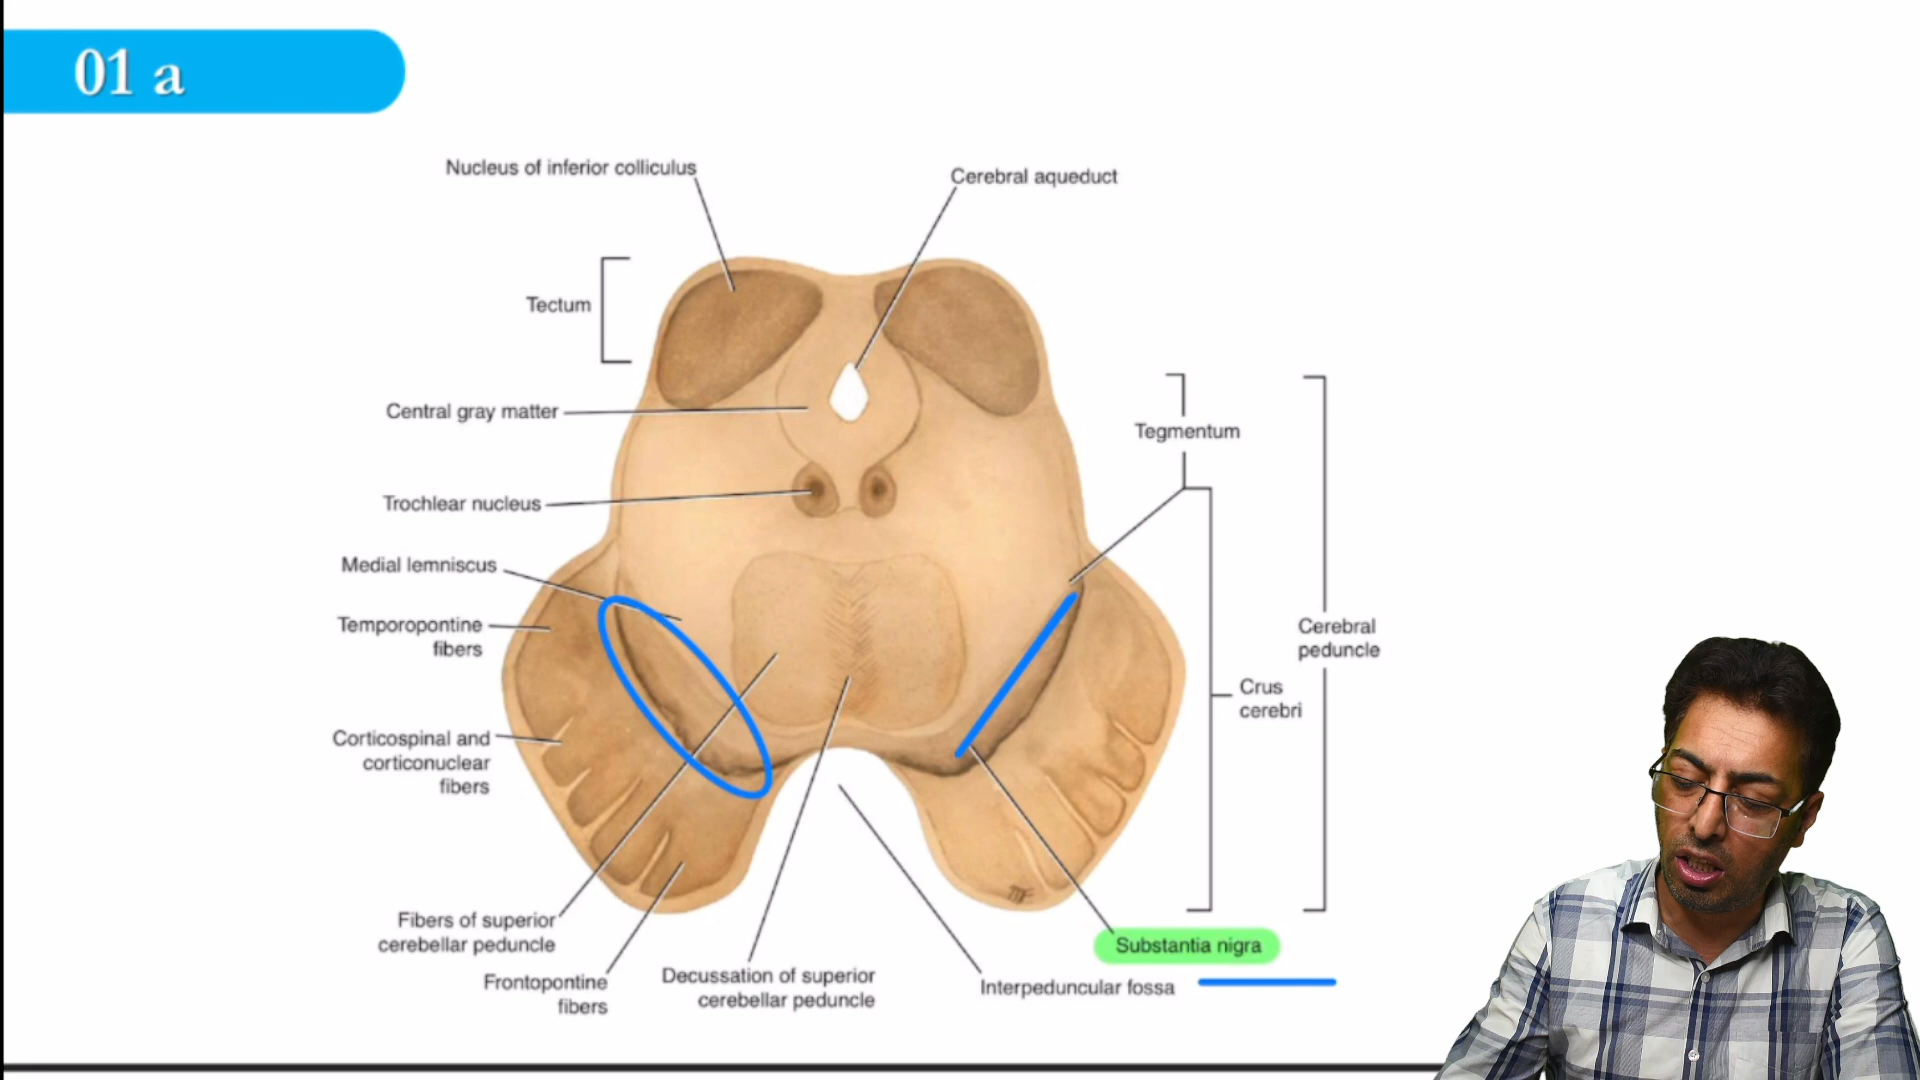 01 a
Nucleus of inferior colliculus
Cerebral aqueduct
Tectum
Central gray matter
Tegmentum
Trochlear nucleus
Medial lemniscus
Temporopontine
fibers
Cerebral
peduncle
Crus
cerebri
Corticospinal and
corticonuclear
fibers
Fibers of superior
cerebellar peduncle
Substantia nigra
Frontopontine
fibers
Decussation of superior
cerebellar peduncle
Interpeduncular fossa